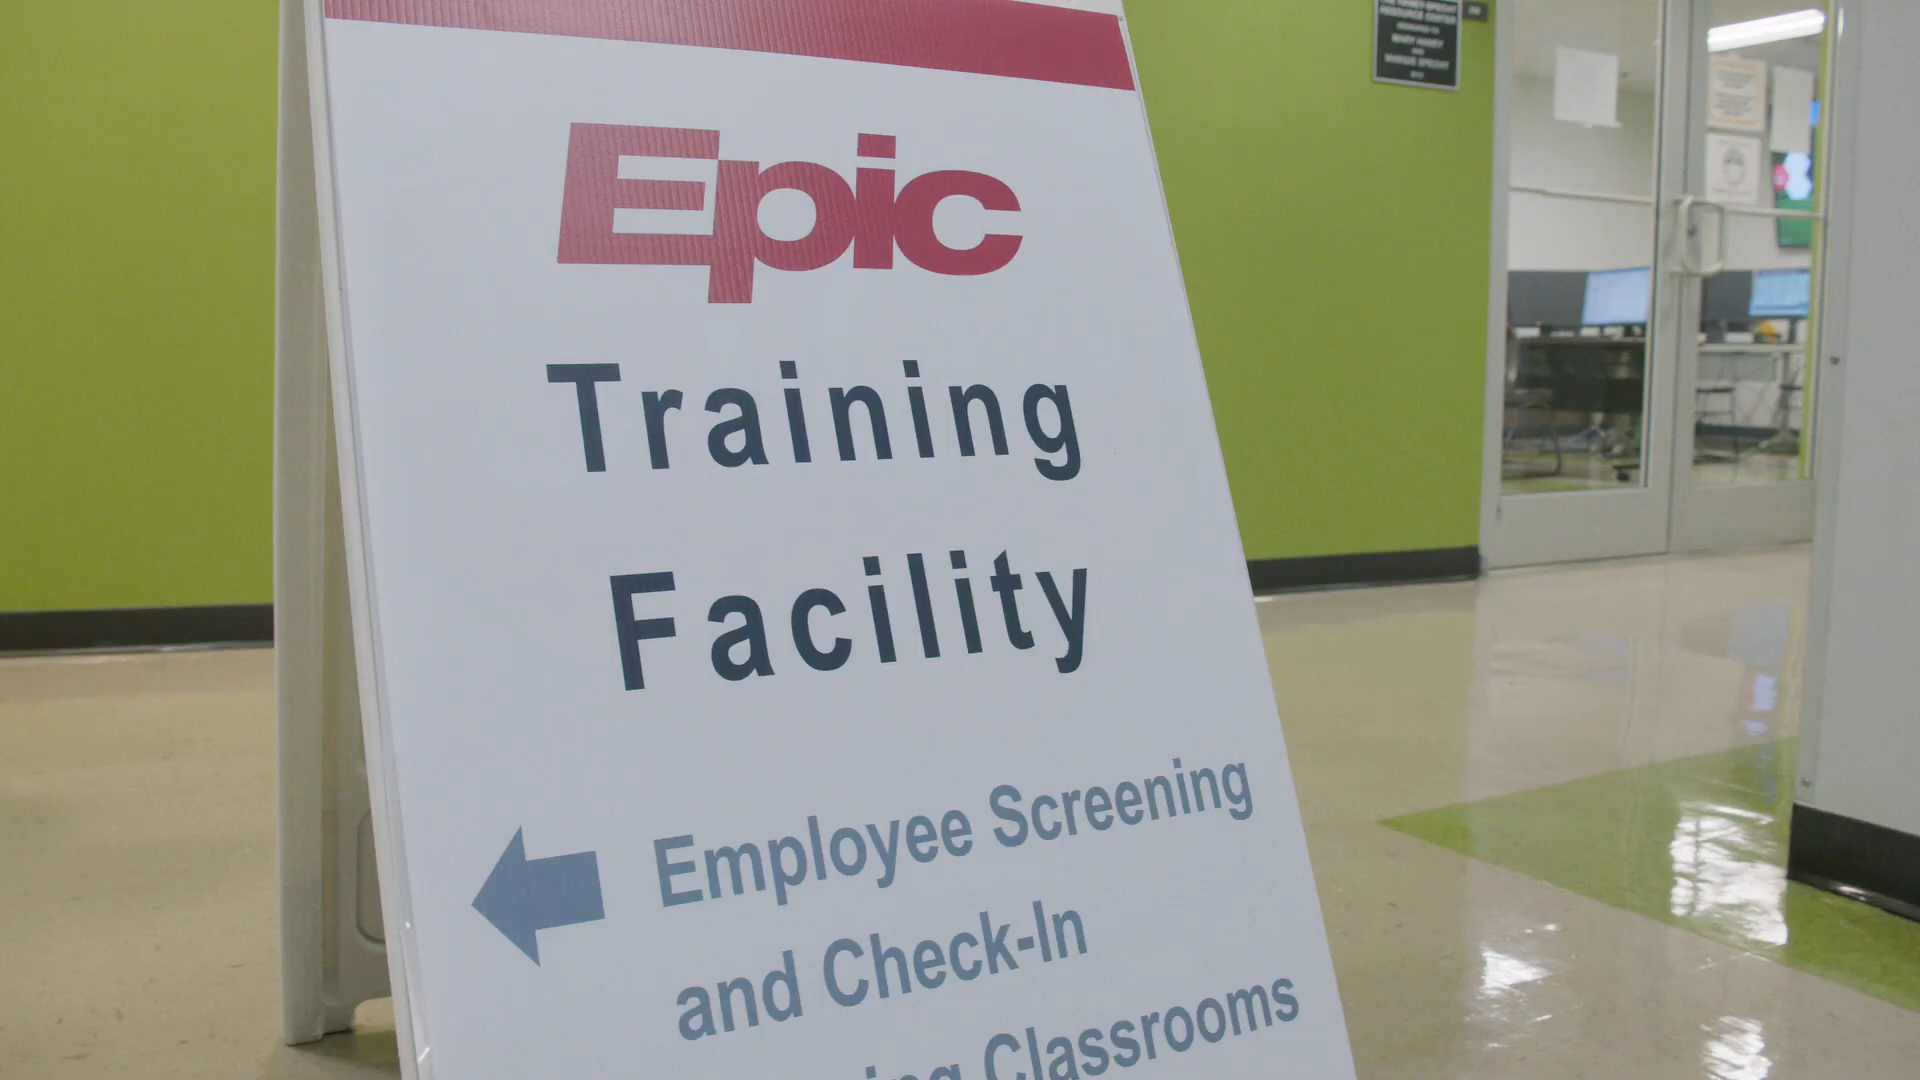 Epic
Training
Facility
Employee Screening
and Check-In
Classrooms